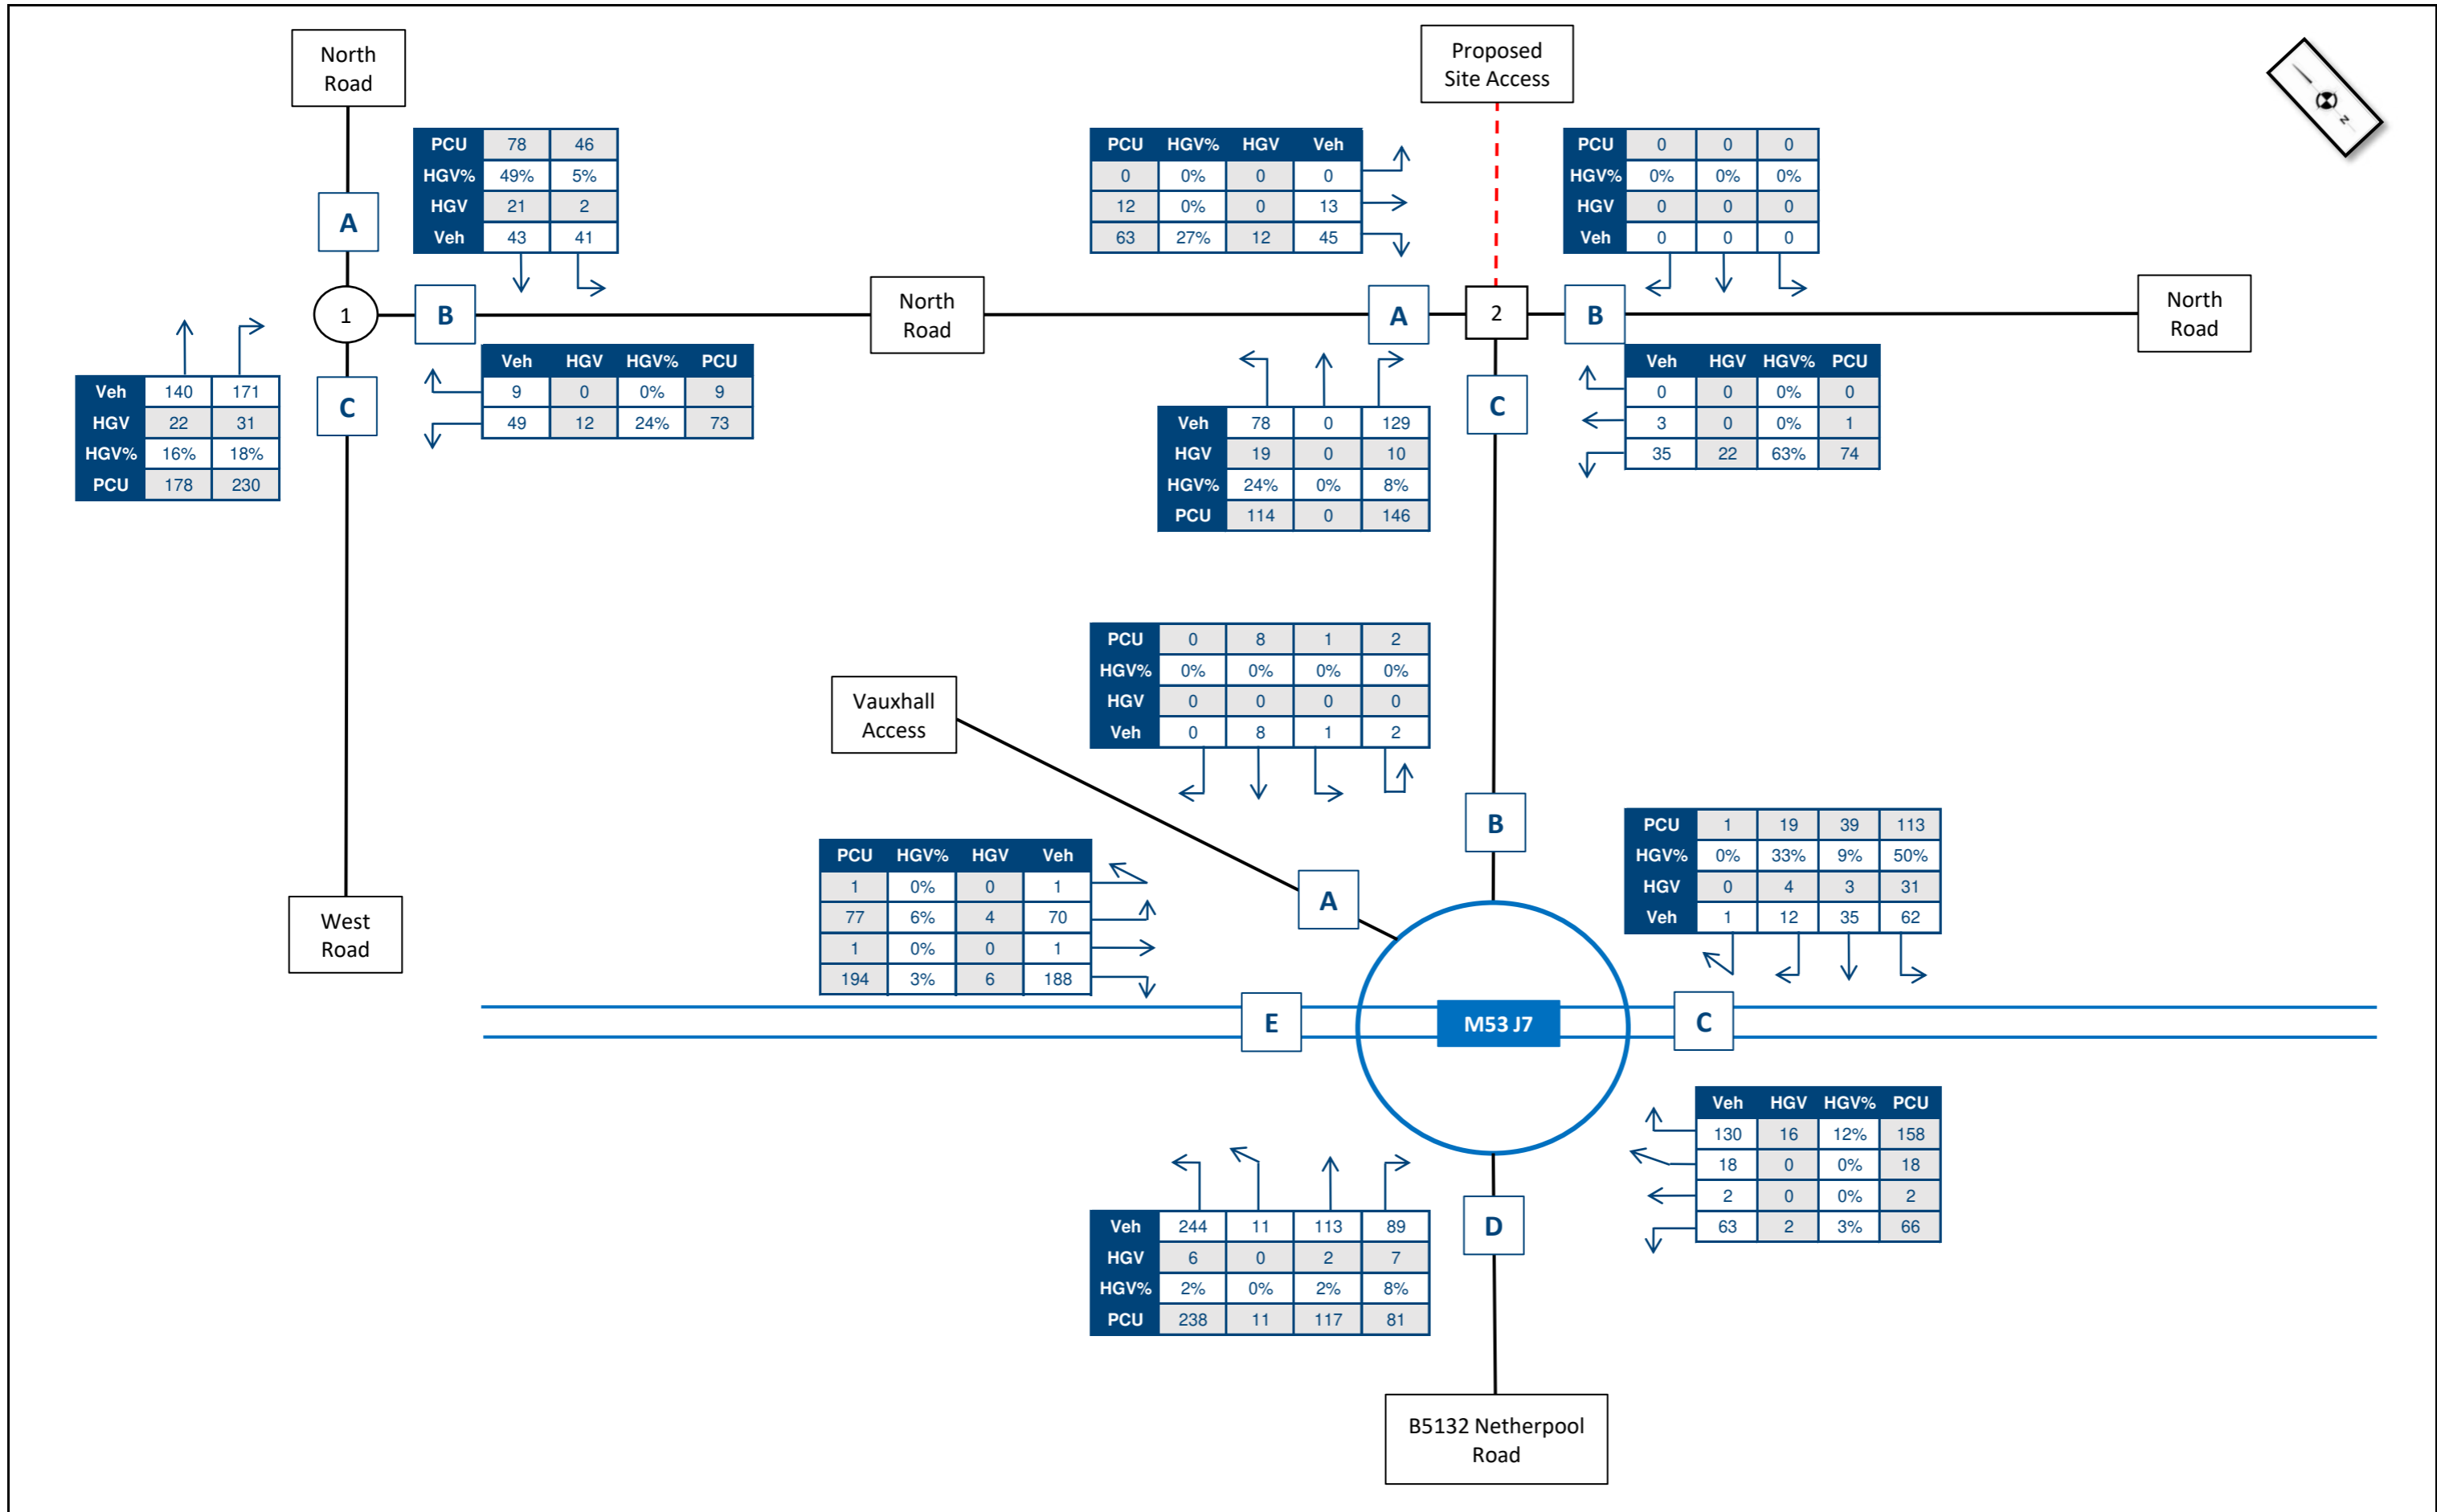 North
Road
Proposed
Site Access
N
PCU 78 46
HGV% 49% 5%
HGV 21 2
Veh 43 41
PCU HGV% HGV Veh
0 0% 0 0
12 0% 0 13
63 27% 12 45
PCU 0 0 0
HGV% 0% 0% 0%
HGV 0 0 0
Veh 0 0 0
A
1
B
North
Road
A
2
B
North
Road
Veh 140 171
HGV 22 31
HGV% 16% 18%
PCU 178 230
C
Veh HGV HGV% PCU
9 0 0% 9
49 12 24% 73
Veh 78 0 129
HGV 19 0 10
HGV% 24% 0% 8%
PCU 114 0 146
C
Veh HGV HGV% PCU
0 0 0% 0
3 0 0% 1
35 22 63% 74
PCU 0 8 1 2
HGV% 0% 0% 0% 0%
HGV 0 0 0 0
Veh 0 8 1 2
Vauxhall
Access
B
PCU HGV% HGV Veh
1 0% 0 1
77 6% 4 70
1 0% 0 1
194 3% 6 188
A
PCU 1 19 39 113
HGV% 0% 33% 9% 50%
HGV 0 4 3 31
Veh 1 12 35 62
West
Road
E
M53 J7
C
Veh HGV HGV% PCU
130 16 12% 158
18 0 0% 18
2 0 0% 2
63 2 3% 66
Veh 244 11 113 89
HGV 6 0 2 7
HGV% 2% 0% 2% 8%
PCU 238 11 117 81
D
B5132 Netherpool
Road